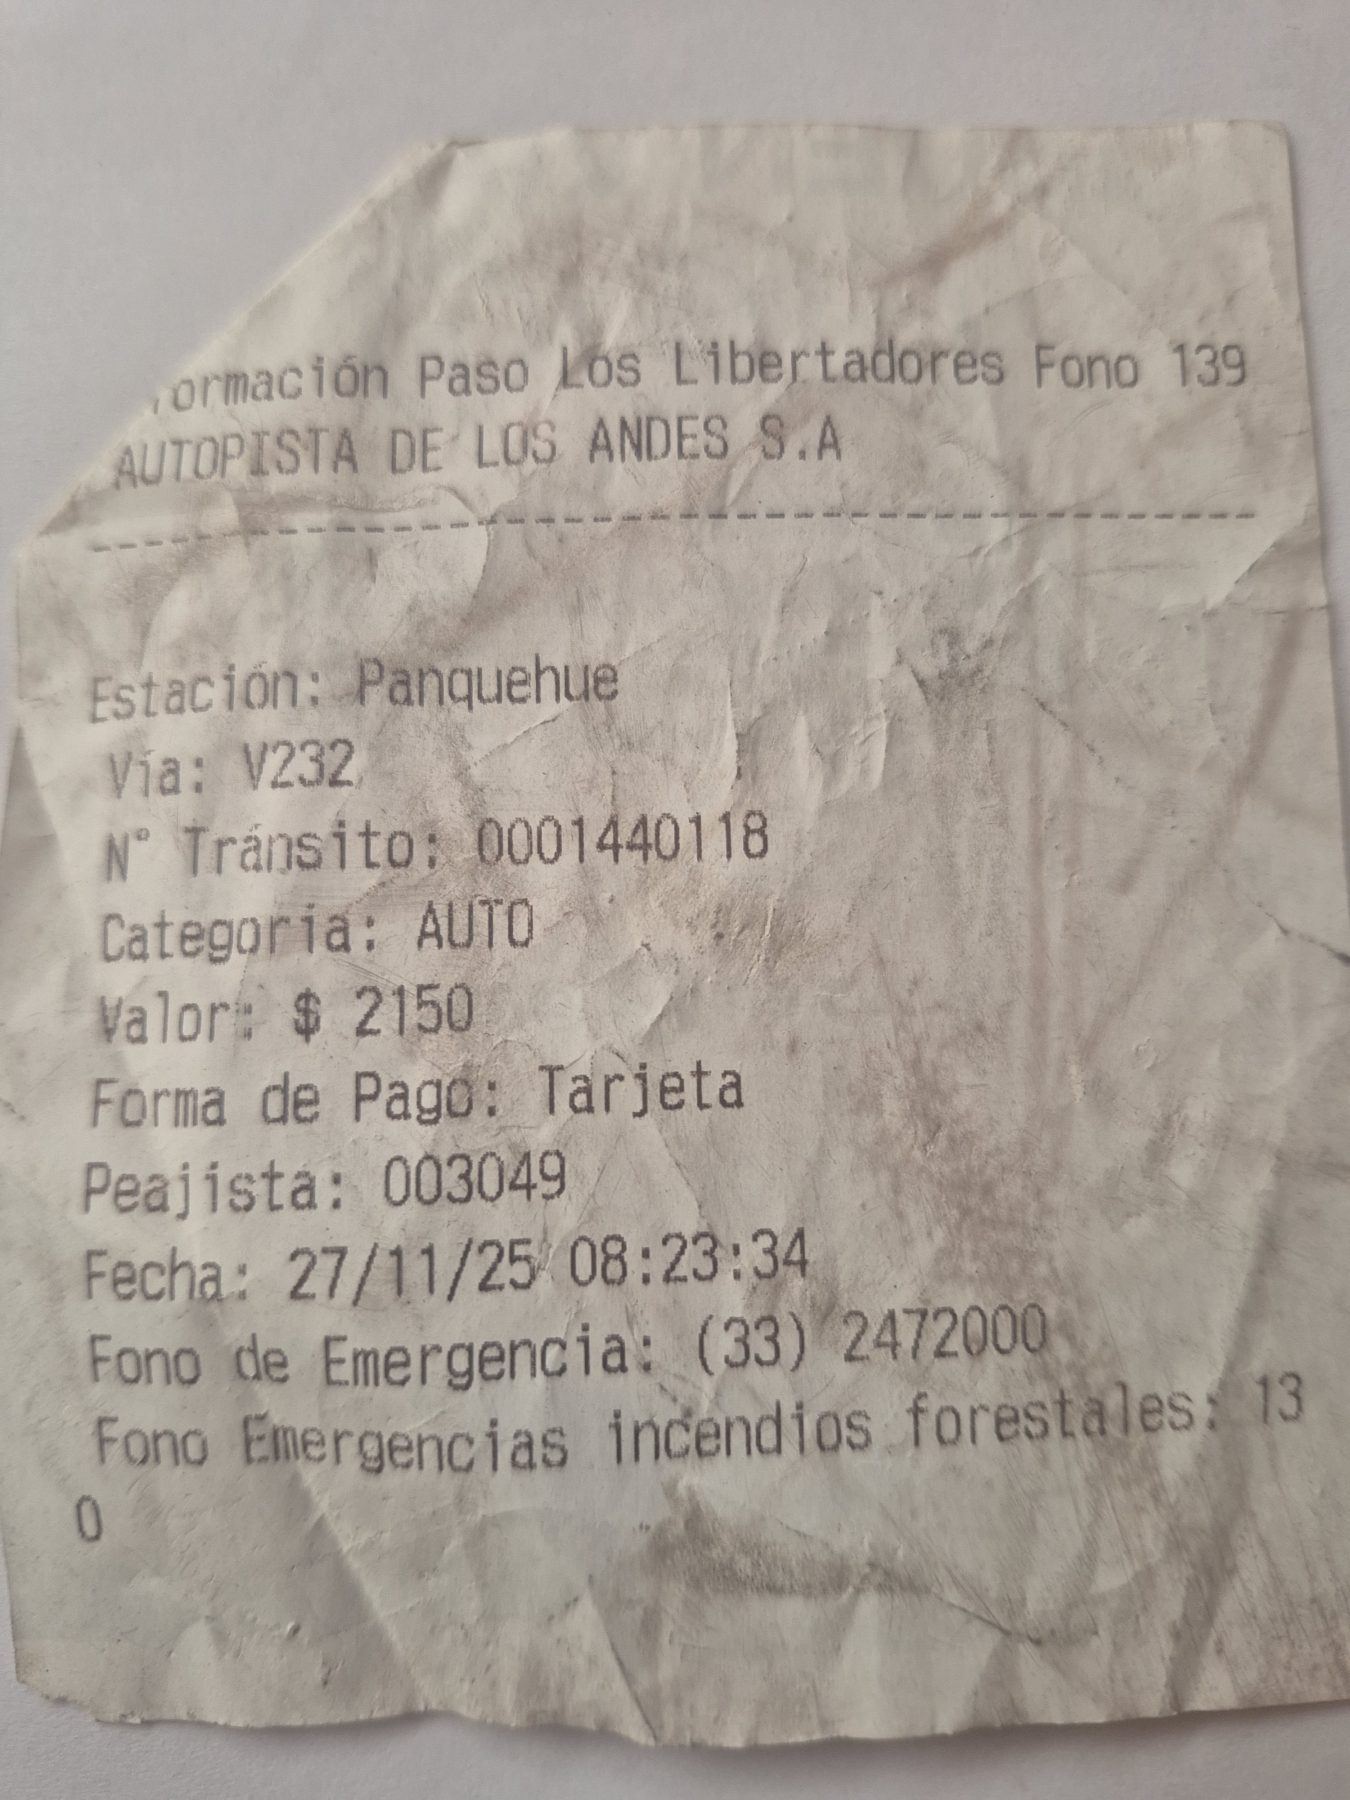 formación Paso Los Libertadores Fono 139
AUTOPISTA DE LOS ANDES S.A
----------------------------------------
Estación: Panquehue
Vía: V232
N° Tránsito: 0001440118
Categoria: AUTO
Valor: $ 2150
Forma de Pago: Tarjeta
Peajista: 003049
Fecha: 27/11/25 08:23:34
Fono de Emergencia: (33) 2472000
Fono Emergencias incendios forestales: 13
0